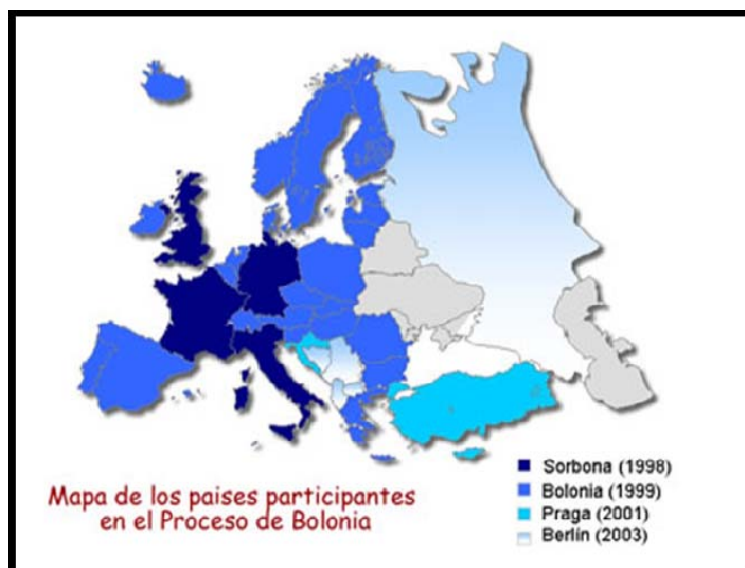 Sorbona (1998)
Bolonia (1999)
Praga (2001)
Berlín (2003)
Mapa de los paises participantes
en el Proceso de Bolonia